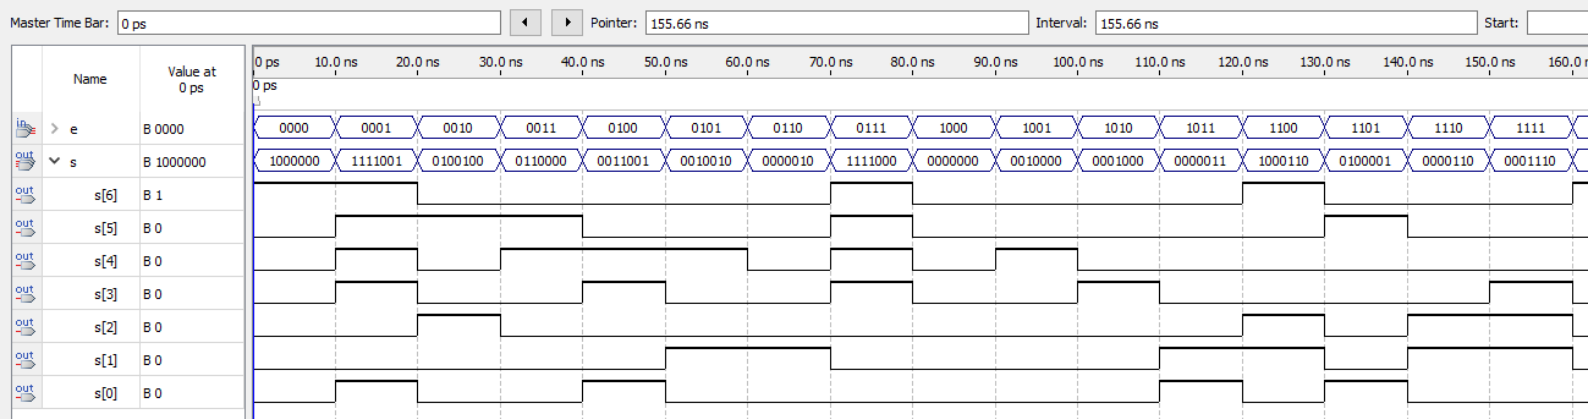 Master Time Bar: 0 ps Pointer: 155.66 ns Interval: 155.66 ns Start:
Name Value at 0 ps
0 ps 10.0 ns 20.0 ns 30.0 ns 40.0 ns 50.0 ns 60.0 ns 70.0 ns 80.0 ns 90.0 ns 100.0 ns 110.0 ns 120.0 ns 130.0 ns 140.0 ns 150.0 ns 160.0 n
0 ps
in e B 0000 0000 0001 0010 0011 0100 0101 0110 0111 1000 1001 1010 1011 1100 1101 1110 1111
out s B 1000000 1000000 1111001 0100100 0110000 0011001 0010010 0000010 1111000 0000000 0010000 0001000 0000011 1000110 0100001 0000110 0001110
out s[6] B 1
out s[5] B 0
out s[4] B 0
out s[3] B 0
out s[2] B 0
out s[1] B 0
out s[0] B 0